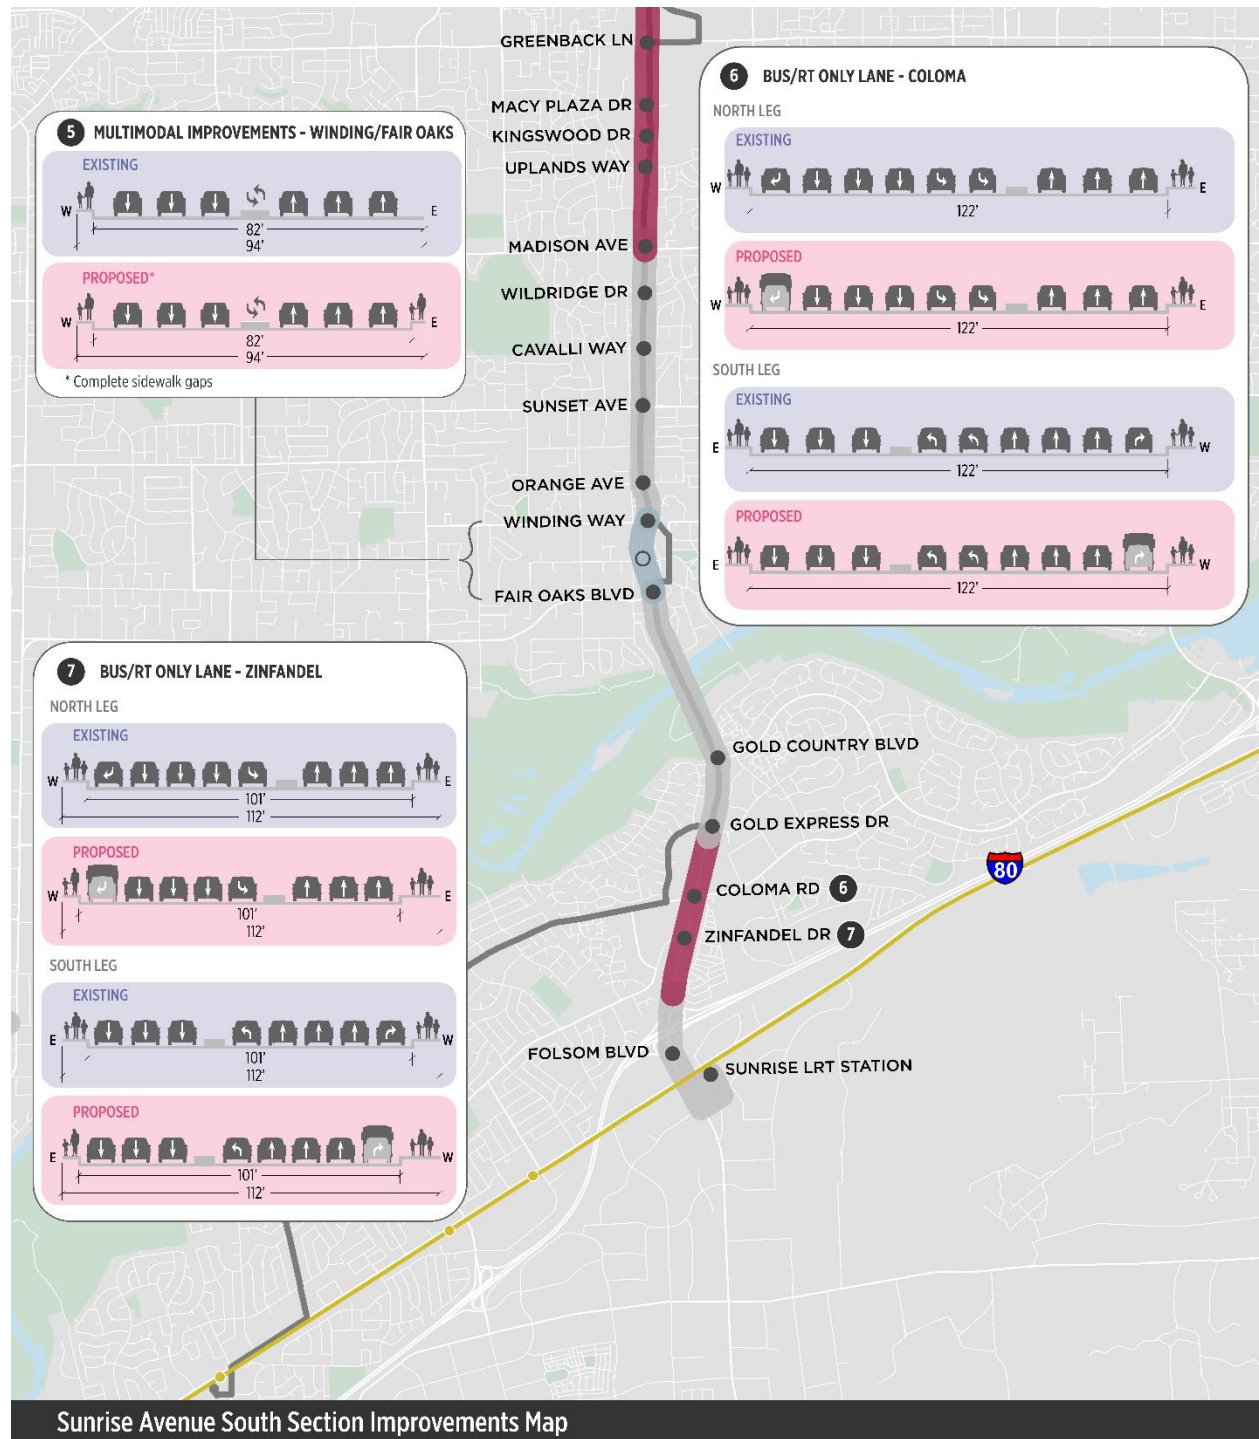 GREENBACK LN
MACY PLAZA DR
KINGSWOOD DR
UPLANDS WAY
MADISON AVE
WILDRIDGE DR
CAVALLI WAY
SUNSET AVE
ORANGE AVE
WINDING WAY
FAIR OAKS BLVD
GOLD COUNTRY BLVD
GOLD EXPRESS DR
COLOMA RD 6
ZINFANDEL DR 7
FOLSOM BLVD
SUNRISE LRT STATION
80
5 MULTIMODAL IMPROVEMENTS - WINDING/FAIR OAKS
EXISTING
W E
82'
94'
PROPOSED*
W E
82'
94'
* Complete sidewalk gaps
6 BUS/RT ONLY LANE - COLOMA
NORTH LEG
EXISTING
W E
122'
PROPOSED
W E
122'
SOUTH LEG
EXISTING
E W
122'
PROPOSED
E W
122'
7 BUS/RT ONLY LANE - ZINFANDEL
NORTH LEG
EXISTING
W E
101'
112'
PROPOSED
W E
101'
112'
SOUTH LEG
EXISTING
E W
101'
112'
PROPOSED
E W
101'
112'
Sunrise Avenue South Section Improvements Map